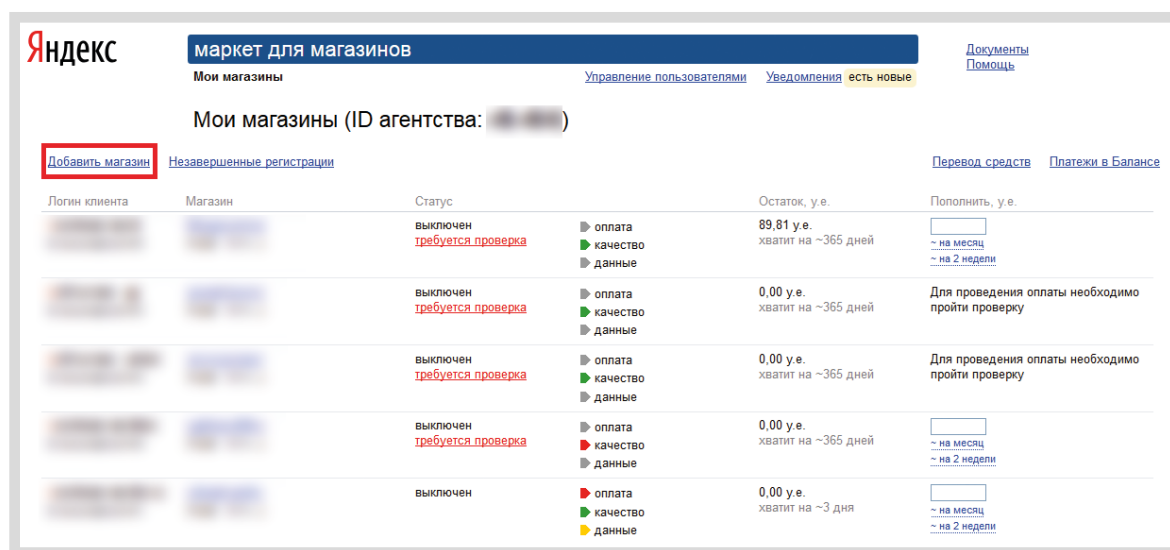 Яндекс
маркет для магазинов
Документы
Помощь
Мои магазины
Управление пользователями Уведомления есть новые
Мои магазины (ID агентства: )
Добавить магазин Незавершенные регистрации Перевод средств Платежи в Балансе
Логин клиента Магазин Статус Остаток, у.е. Пополнить, у.е.
выключен оплата 89,81 у.е.
требуется проверка качество хватит на ~365 дней ~ на месяц
данные ~ на 2 недели
выключен оплата 0,00 у.е. Для проведения оплаты необходимо
требуется проверка качество хватит на ~365 дней пройти проверку
данные
выключен оплата 0,00 у.е. Для проведения оплаты необходимо
требуется проверка качество хватит на ~365 дней пройти проверку
данные
выключен оплата 0,00 у.е.
требуется проверка качество хватит на ~365 дней ~ на месяц
данные ~ на 2 недели
выключен оплата 0,00 у.е.
качество хватит на ~3 дня ~ на месяц
данные ~ на 2 недели